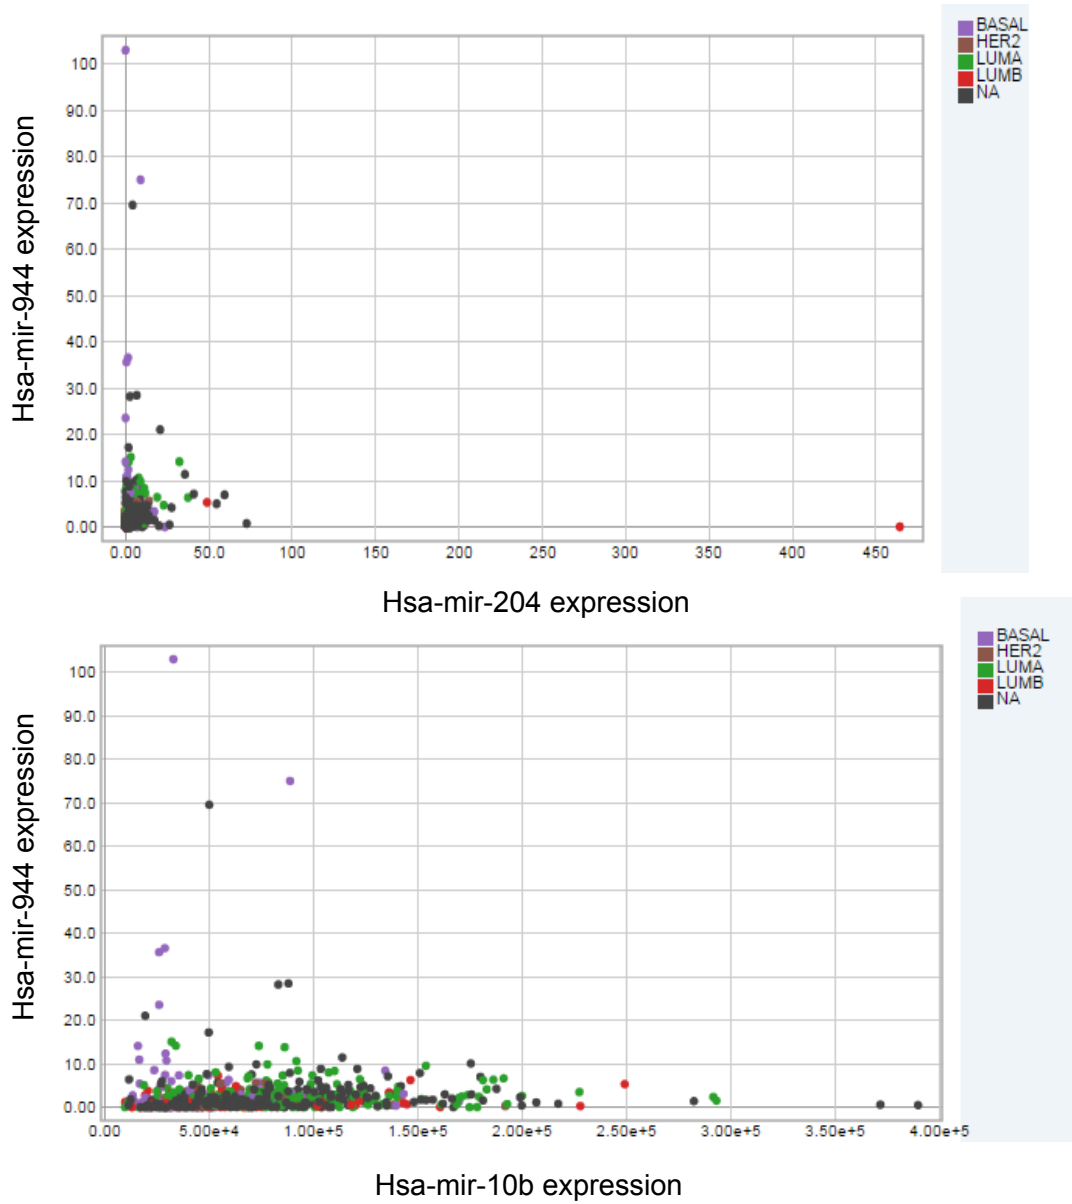 BASAL
HER2
LUMA
LUMB
NA
Hsa-mir-944 expression
100
90.0
80.0
70.0
60.0
50.0
40.0
30.0
20.0
10.0
0.00
0.00 50.0 100 150 200 250 300 350 400 450
Hsa-mir-204 expression
BASAL
HER2
LUMA
LUMB
NA
Hsa-mir-944 expression
100
90.0
80.0
70.0
60.0
50.0
40.0
30.0
20.0
10.0
0.00
0.00 5.00e+4 1.00e+5 1.50e+5 2.00e+5 2.50e+5 3.00e+5 3.50e+5 4.00e+5
Hsa-mir-10b expression